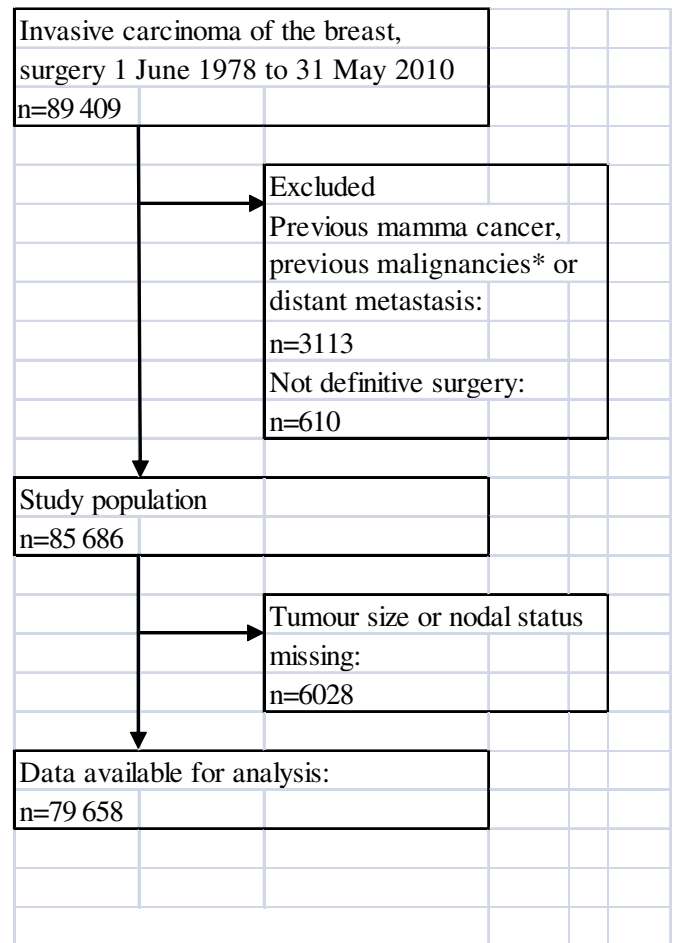 Invasive carcinoma of the breast,
surgery 1 June 1978 to 31 May 2010
n=89 409
Excluded
Previous mamma cancer,
previous malignancies* or
distant metastasis:
n=3113
Not definitive surgery:
n=610
Study population
n=85 686
Tumour size or nodal status
missing:
n=6028
Data available for analysis:
n=79 658